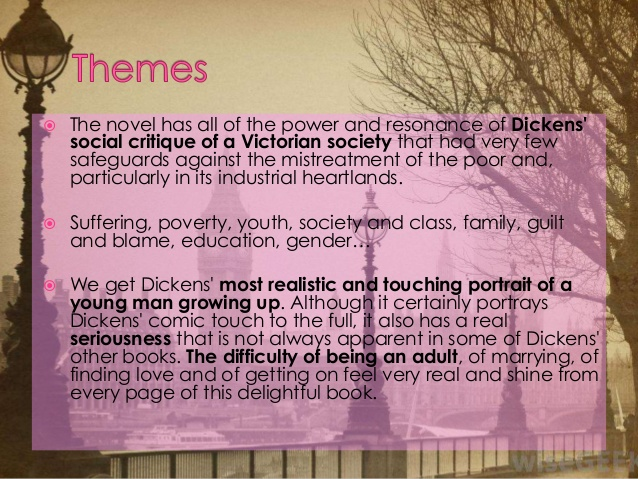 Themes
The novel has all of the power and resonance of Dickens'
social critique of a Victorian society that had very few
safeguards against the mistreatment of the poor and,
particularly in its industrial heartlands.
Suffering, poverty, youth, society and class, family, guilt
and blame, education, gender…
We get Dickens' most realistic and touching portrait of a
young man growing up. Although it certainly portrays
Dickens' comic touch to the full, it also has a real
seriousness that is not always apparent in some of Dickens'
other books. The difficulty of being an adult, of marrying, of
finding love and of getting on feel very real and shine from
every page of this delightful book.
wiseGEEK